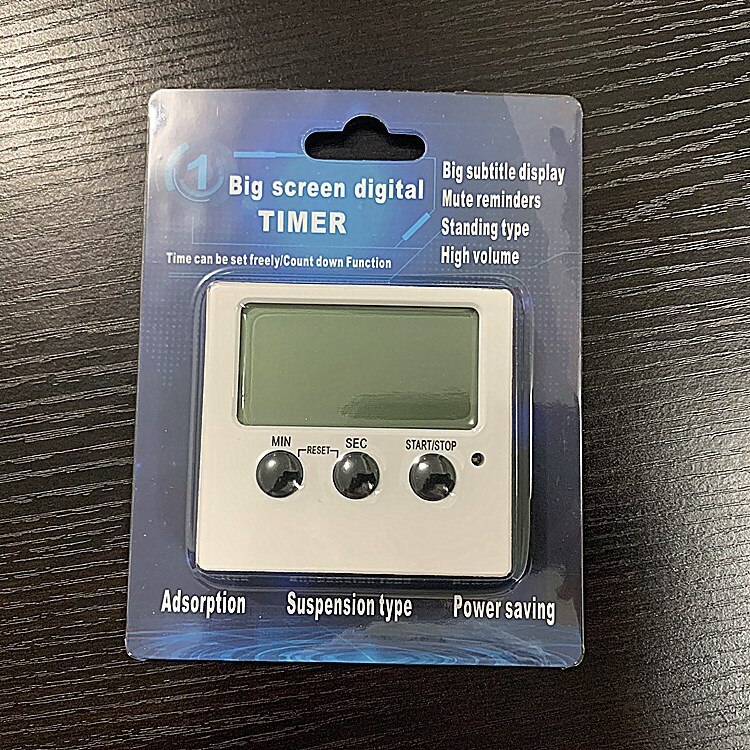 1
Big screen digital
TIMER
Time can be set freely/Count down Function
Big subtitle display
Mute reminders
Standing type
High volume
MIN
RESET
SEC
START/STOP
Adsorption
Suspension type
Power saving